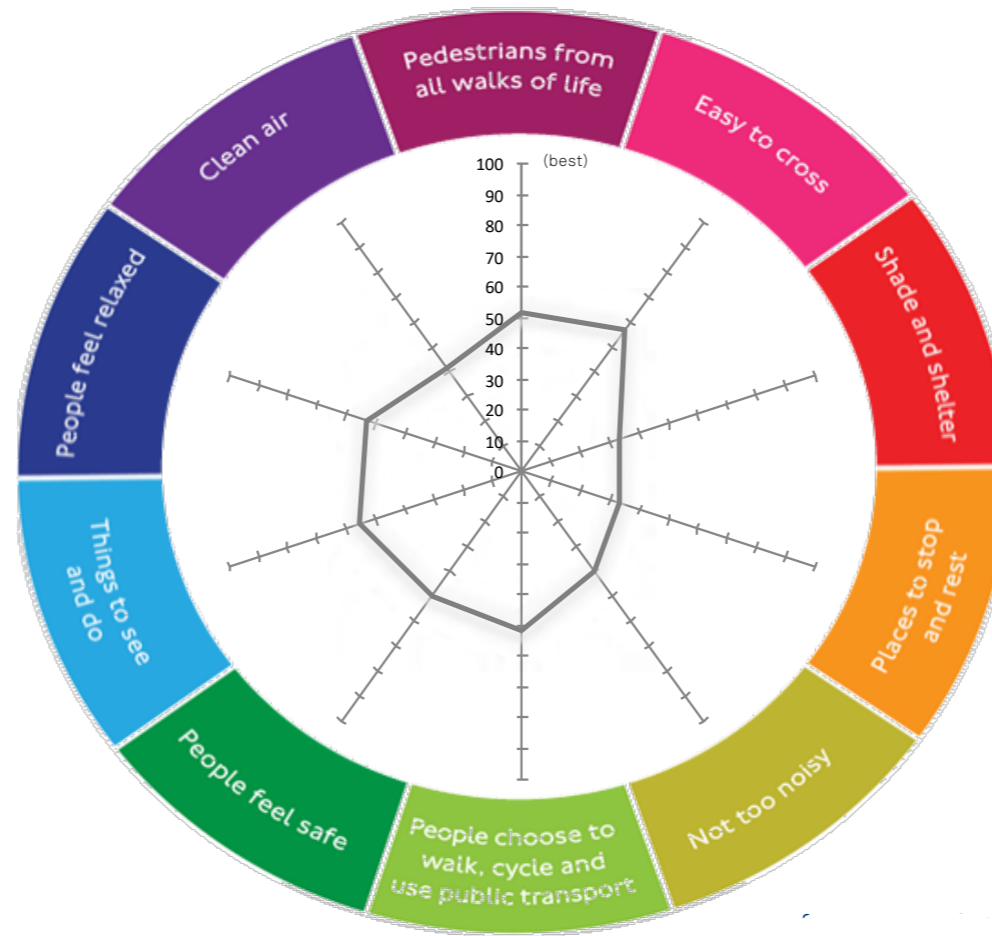 Pedestrians from
all walks of life
Easy to cross
Shade and shelter
Places to stop
and rest
Not too noisy
People choose to
walk, cycle and
use public transport
People feel safe
Things to see
and do
People feel relaxed
Clean air
100
(best)
90
80
70
60
50
40
30
20
10
0